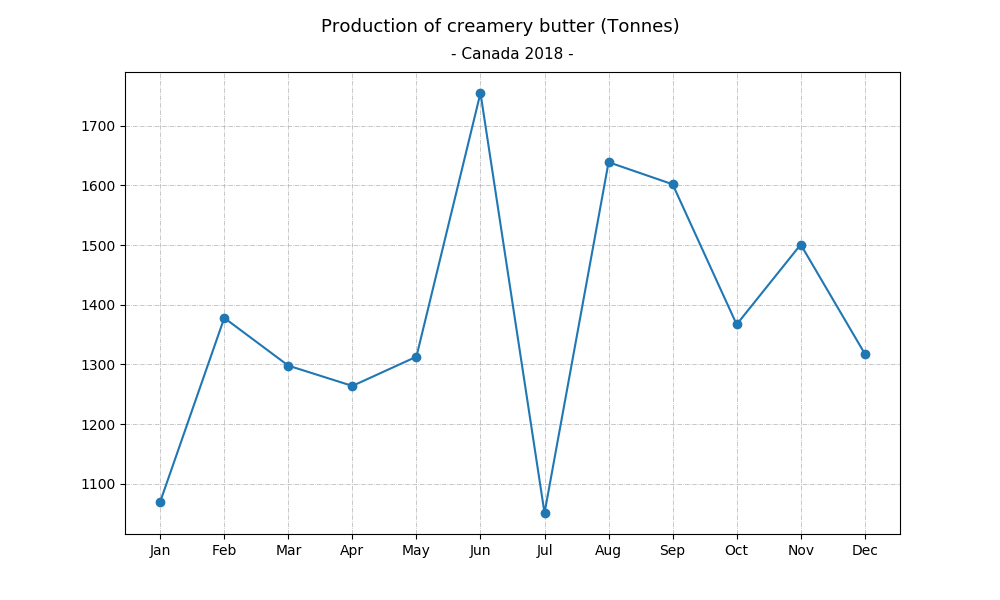 Production of creamery butter (Tonnes)
- Canada 2018 -
1700
1600
1500
1400
1300
1200
1100
Jan Feb Mar Apr May Jun Jul Aug Sep Oct Nov Dec